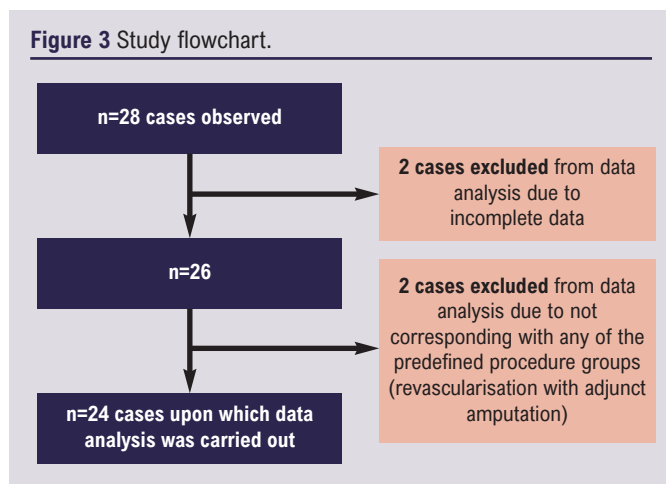 Figure 3 Study flowchart.
n=28 cases observed
2 cases excluded from data
analysis due to
incomplete data
n=26
2 cases excluded from data
analysis due to not
corresponding with any of the
predefined procedure groups
(revascularisation with adjunct
amputation)
n=24 cases upon which data
analysis was carried out